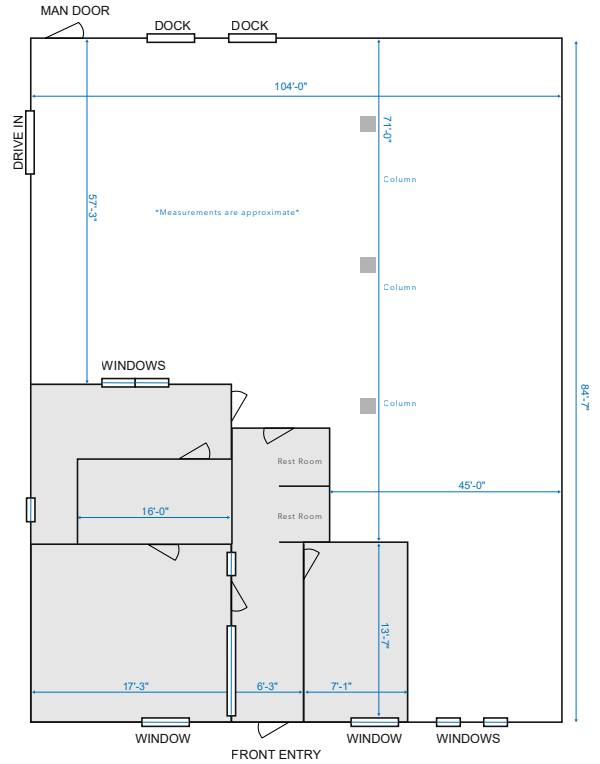 MAN DOOR
DOCK
DOCK
104'-0"
DRIVE IN
71'-0"
Column
57'-3"
*Measurements are approximate*
Column
WINDOWS
84'-7"
Column
Rest Room
45'-0"
16'-0"
Rest Room
13'-7"
17'-3"
6'-3"
7'-1"
WINDOW
WINDOW
WINDOWS
FRONT ENTRY